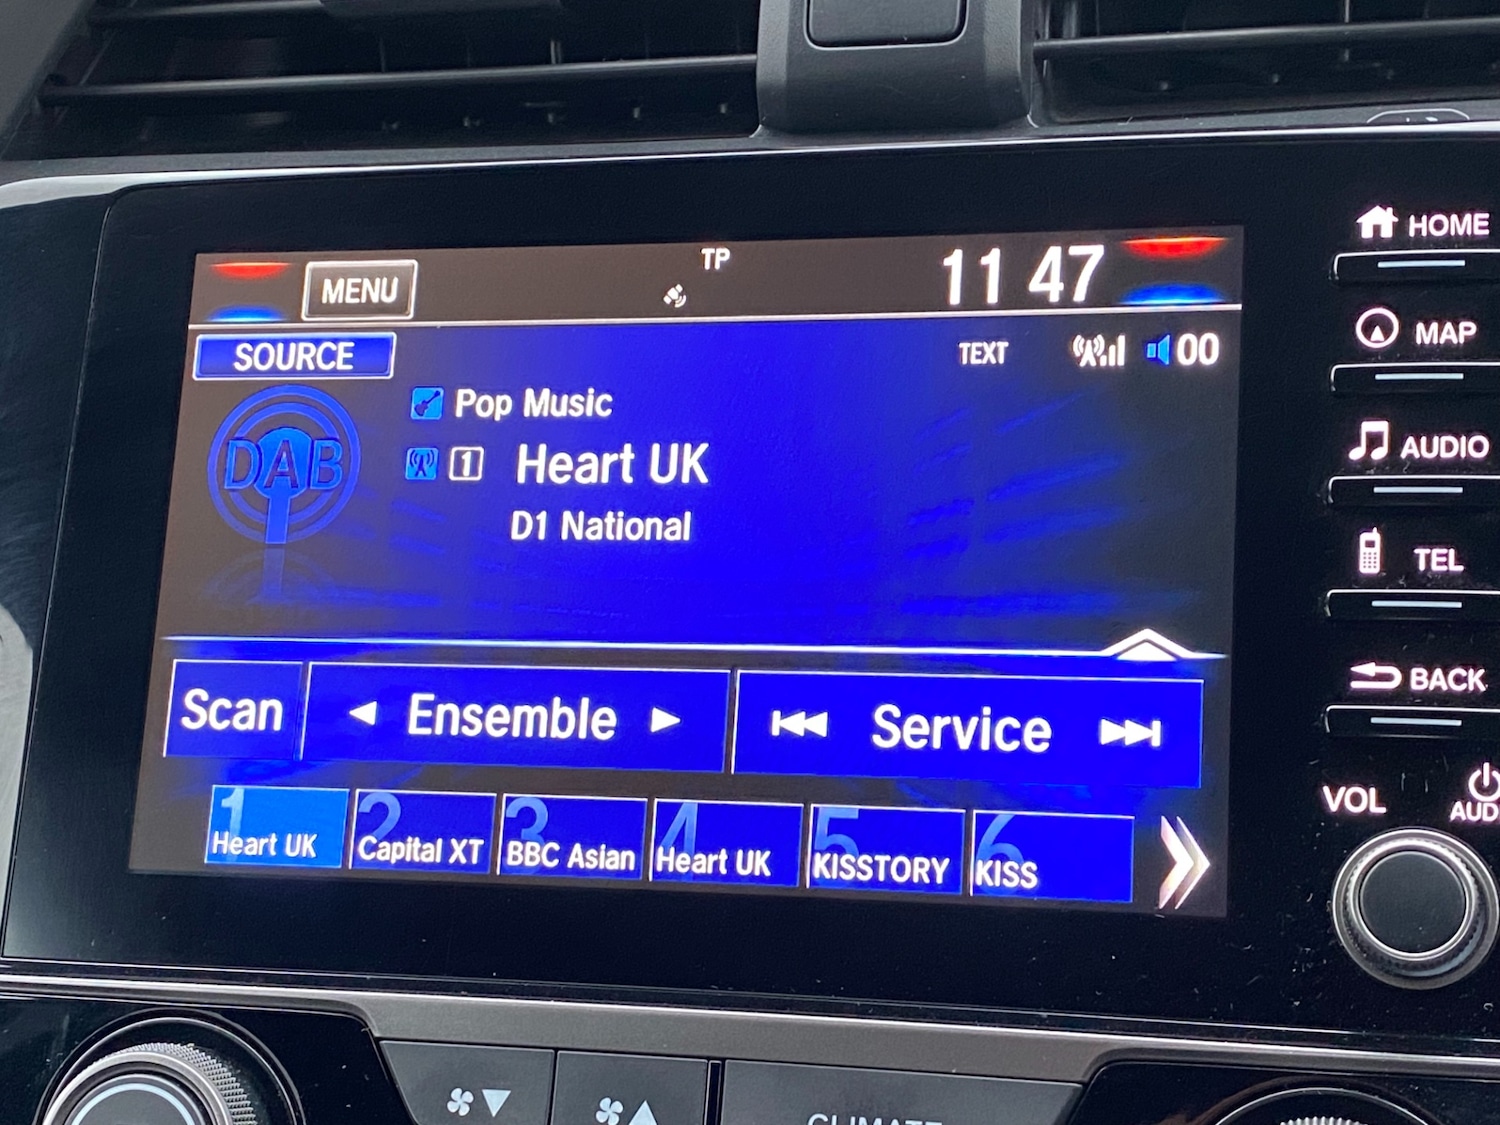 MENU
TP
11 47
SOURCE
TEXT
00
DAB
Pop Music
1
Heart UK
D1 National
Scan
Ensemble
Service
1 Heart UK
2 Capital XT
3 BBC Asian
4 Heart UK
5 KISSTORY
6 KISS
HOME
MAP
AUDIO
TEL
BACK
VOL
AUD
CLIMATE